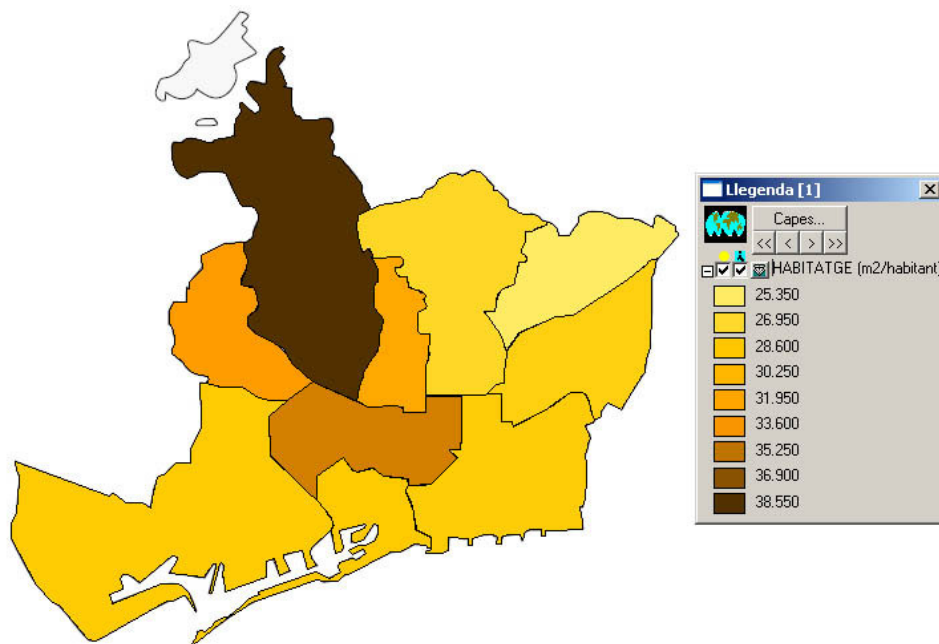 Llegenda [1]
Capes...
<< < > >>
HABITATGE (m2/habitant)
25.350
26.950
28.600
30.250
31.950
33.600
35.250
36.900
38.550